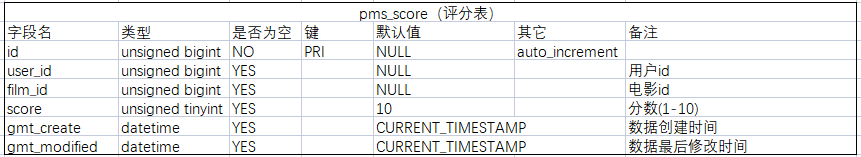 pms_score（评分表）
字段名 类型 是否为空 键 默认值 其它 备注
id unsigned bigint NO PRI NULL auto_increment
user_id unsigned bigint YES NULL 用户id
film_id unsigned bigint YES NULL 电影id
score unsigned tinyint YES 10 分数(1-10)
gmt_create datetime YES CURRENT_TIMESTAMP 数据创建时间
gmt_modified datetime YES CURRENT_TIMESTAMP 数据最后修改时间